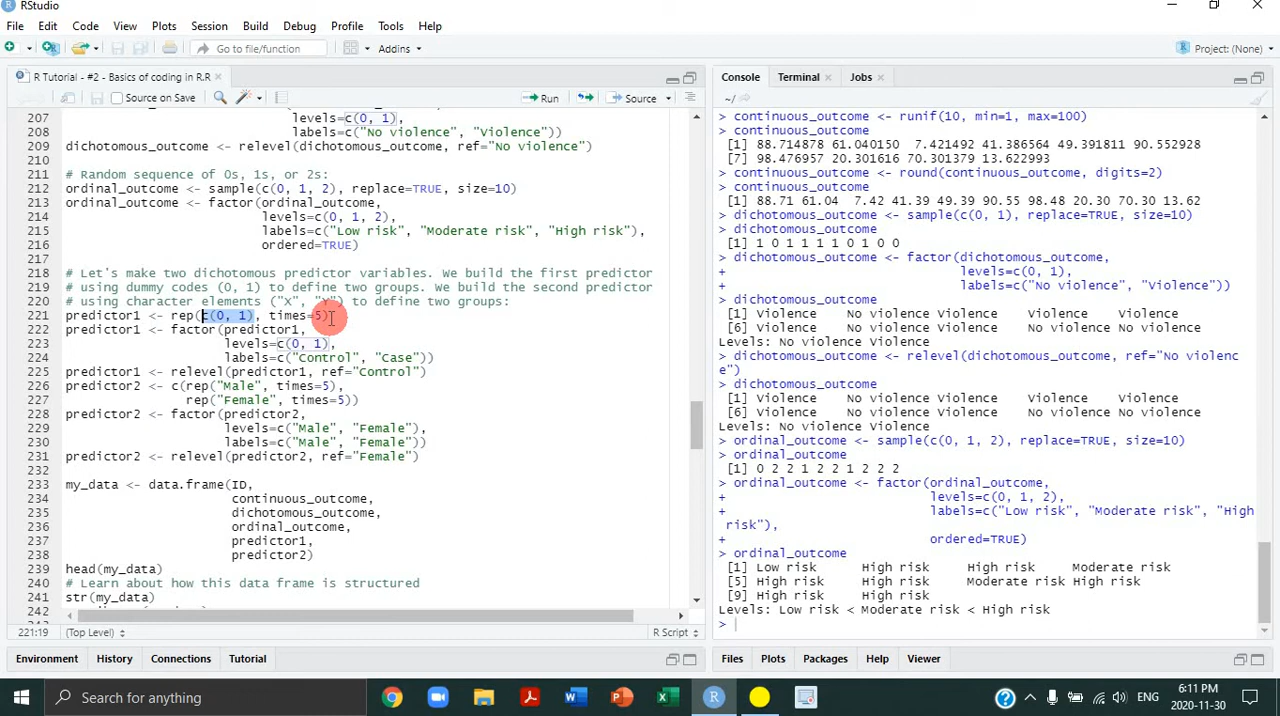 RStudio
File Edit Code View Plots Session Build Debug Profile Tools Help
Go to file/function Addins Project: (None)
R Tutorial - #2 - Basics of coding in R.R
Source on Save Run Source
207 levels=c(0, 1),
208 labels=c("No violence", "Violence"))
209 dichotomous_outcome <- relevel(dichotomous_outcome, ref="No violence")
210
211 # Random sequence of 0s, 1s, or 2s:
212 ordinal_outcome <- sample(c(0, 1, 2), replace=TRUE, size=10)
213 ordinal_outcome <- factor(ordinal_outcome,
214 levels=c(0, 1, 2),
215 labels=c("Low risk", "Moderate risk", "High risk"),
216 ordered=TRUE)
217
218 # Let's make two dichotomous predictor variables. We build the first predictor
219 # using dummy codes (0, 1) to define two groups. We build the second predictor
220 # using character elements ("X", "Y") to define two groups:
221 predictor1 <- rep(c(0, 1), times=5)
222 predictor1 <- factor(predictor1,
223 levels=c(0, 1),
224 labels=c("Control", "Case"))
225 predictor1 <- relevel(predictor1, ref="Control")
226 predictor2 <- c(rep("Male", times=5),
227 rep("Female", times=5))
228 predictor2 <- factor(predictor2,
229 levels=c("Male", "Female"),
230 labels=c("Male", "Female"))
231 predictor2 <- relevel(predictor2, ref="Female")
232
233 my_data <- data.frame(ID,
234 continuous_outcome,
235 dichotomous_outcome,
236 ordinal_outcome,
237 predictor1,
238 predictor2)
239 head(my_data)
240 # Learn about how this data frame is structured
241 str(my_data)
242
221:19 (Top Level) R Script
Environment History Connections Tutorial
Console Terminal Jobs
~/
> continuous_outcome <- runif(10, min=1, max=100)
> continuous_outcome
[1] 88.714878 61.040150 7.421492 41.386564 49.391811 90.552928
[7] 98.476957 20.301616 70.301379 13.622993
> continuous_outcome <- round(continuous_outcome, digits=2)
> continuous_outcome
[1] 88.71 61.04 7.42 41.39 49.39 90.55 98.48 20.30 70.30 13.62
> dichotomous_outcome <- sample(c(0, 1), replace=TRUE, size=10)
> dichotomous_outcome
[1] 1 0 1 1 1 1 0 1 0 0
> dichotomous_outcome <- factor(dichotomous_outcome,
+ levels=c(0, 1),
+ labels=c("No violence", "Violence"))
> dichotomous_outcome
[1] Violence No violence Violence Violence Violence
[6] Violence No violence Violence No violence No violence
Levels: No violence Violence
> dichotomous_outcome <- relevel(dichotomous_outcome, ref="No violenc
e")
> dichotomous_outcome
[1] Violence No violence Violence Violence Violence
[6] Violence No violence Violence No violence No violence
Levels: No violence Violence
> ordinal_outcome <- sample(c(0, 1, 2), replace=TRUE, size=10)
> ordinal_outcome
[1] 0 2 2 1 2 2 1 2 2 2
> ordinal_outcome <- factor(ordinal_outcome,
+ levels=c(0, 1, 2),
+ labels=c("Low risk", "Moderate risk", "High
risk"),
+ ordered=TRUE)
> ordinal_outcome
[1] Low risk High risk High risk Moderate risk
[5] High risk High risk Moderate risk High risk
[9] High risk High risk
Levels: Low risk < Moderate risk < High risk
>
Files Plots Packages Help Viewer
Search for anything
ENG
6:11 PM
2020-11-30